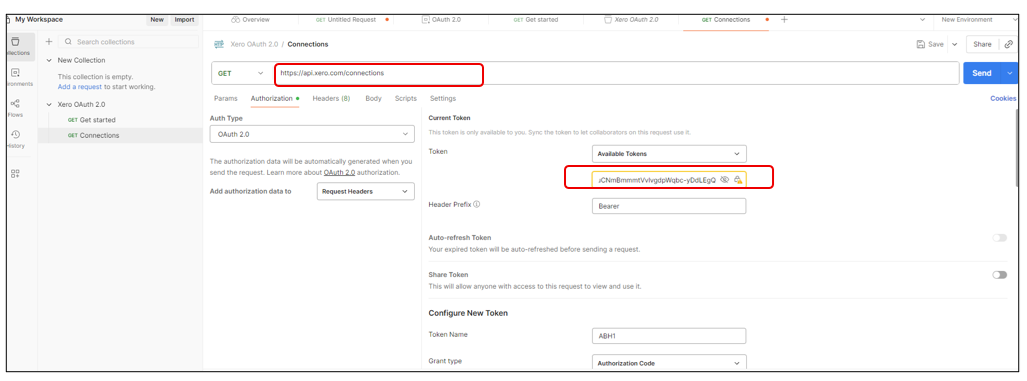 My Workspace New Import Overview GET Untitled Request OAuth 2.0 GET Get started Xero OAuth 2.0 GET Connections New Environment
Search collections
Xero OAuth 2.0 / Connections Save Share
New Collection
This collection is empty.
Add a request to start working.
Xero OAuth 2.0
GET Get started
GET Connections
Flows
GET https://api.xero.com/connections Send
Params Authorization Headers (8) Body Scripts Settings Cookies
Auth Type
OAuth 2.0
The authorization data will be automatically generated when you
send the request. Learn more about OAuth 2.0 authorization.
Add authorization data to Request Headers
Current Token
This token is only available to you. Sync the token to let collaborators on this request use it.
Token Available Tokens
Header Prefix Bearer
Auto-refresh Token
Your expired token will be auto-refreshed before sending a request.
Share Token
This will allow anyone with access to this request to view and use it.
Configure New Token
Token Name ABH1
Grant type Authorization Code